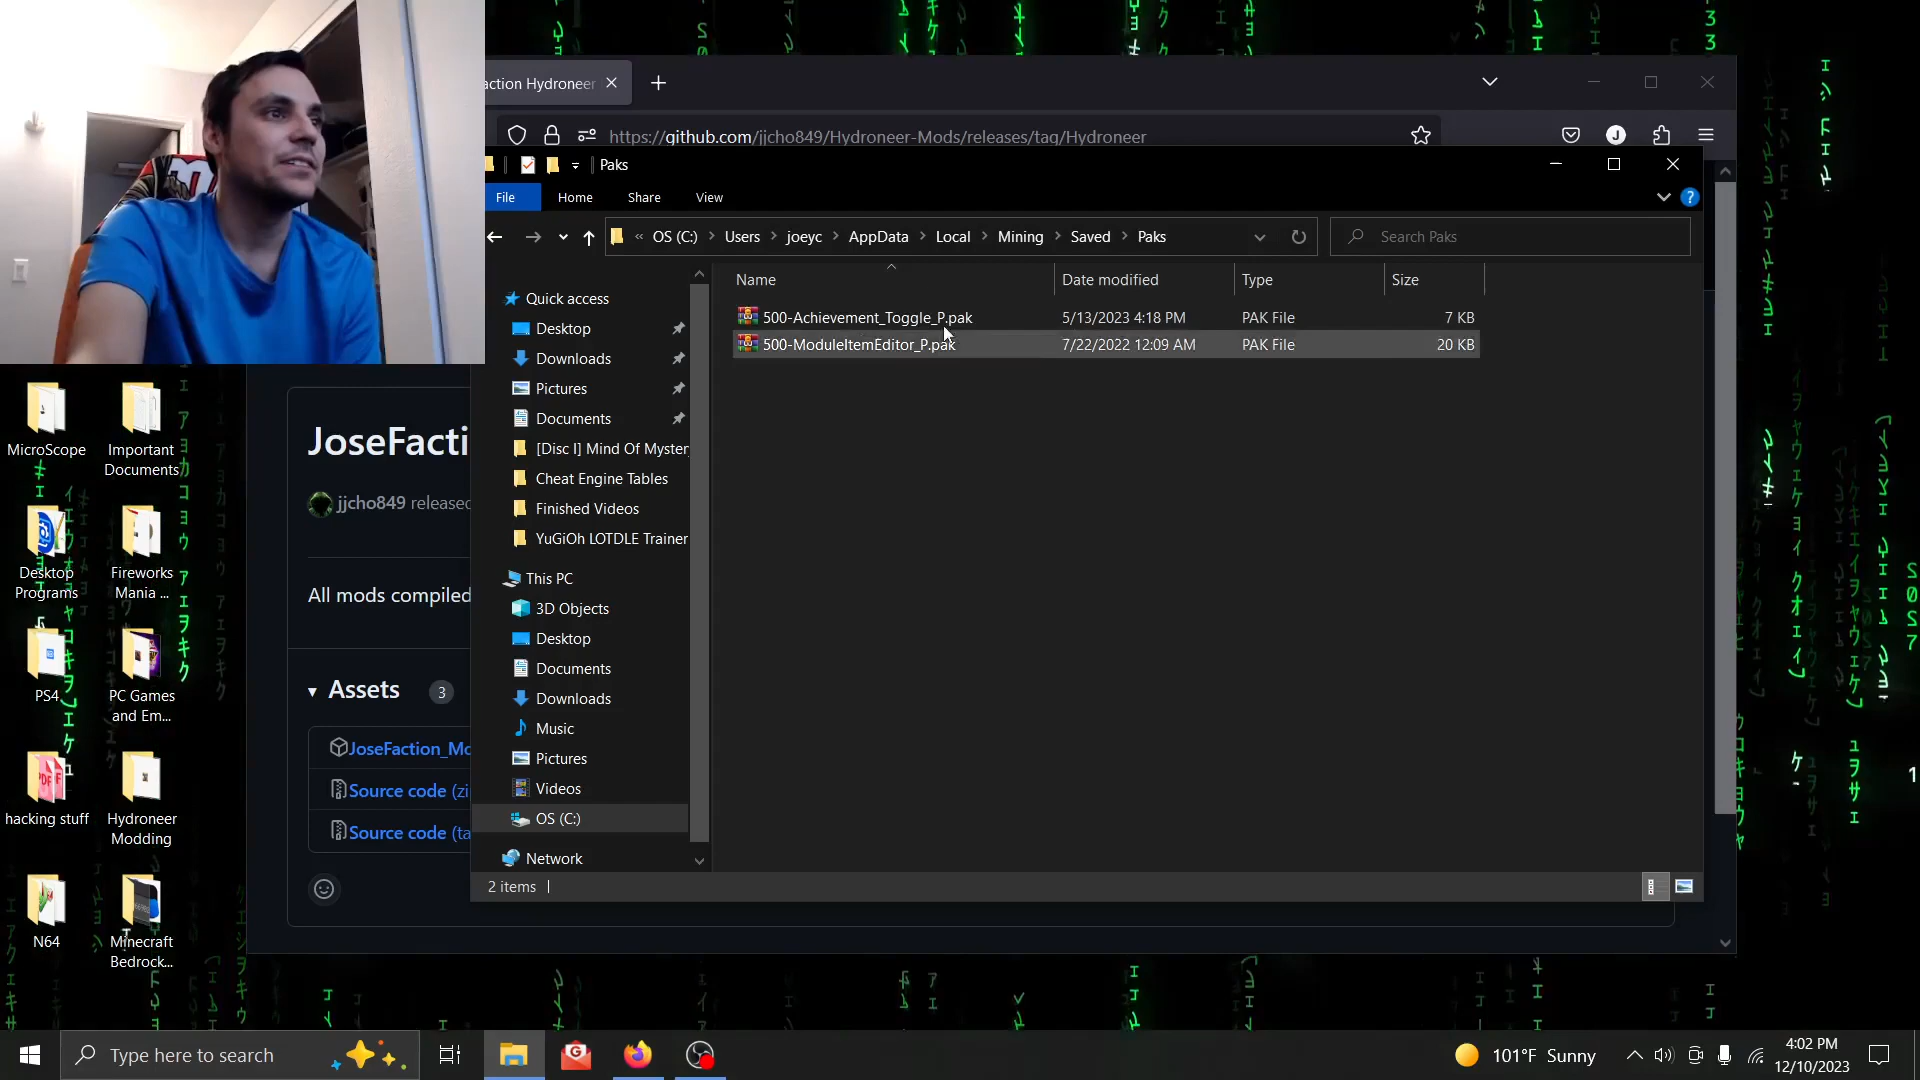 action Hydroneer
https://github.com/jjcho849/Hydroneer-Mods/releases/tag/Hydroneer
J
Paks
File
Home
Share
View
?
« OS (C:) > Users > joeyc > AppData > Local > Mining > Saved > Paks
Search Paks
Name
Date modified
Type
Size
500-Achievement_Toggle_P.pak
5/13/2023 4:18 PM
PAK File
7 KB
500-ModuleItemEditor_P.pak
7/22/2022 12:09 AM
PAK File
20 KB
Quick access
Desktop
Downloads
Pictures
Documents
[Disc I] Mind Of Myster
Cheat Engine Tables
Finished Videos
YuGiOh LOTDLE Trainer
This PC
3D Objects
Desktop
Documents
Downloads
Music
Pictures
Videos
OS (C:)
Network
2 items
JoseFacti
jjcho849 released
All mods compiled
Assets 3
JoseFaction_Mo
Source code (zi
Source code (ta
MicroScope
Important
Documents
Desktop
Programs
Fireworks
Mania ...
PS4
PC Games
and Em...
hacking stuff
Hydroneer
Modding
N64
Minecraft
Bedrock...
Type here to search
101°F Sunny
4:02 PM
12/10/2023